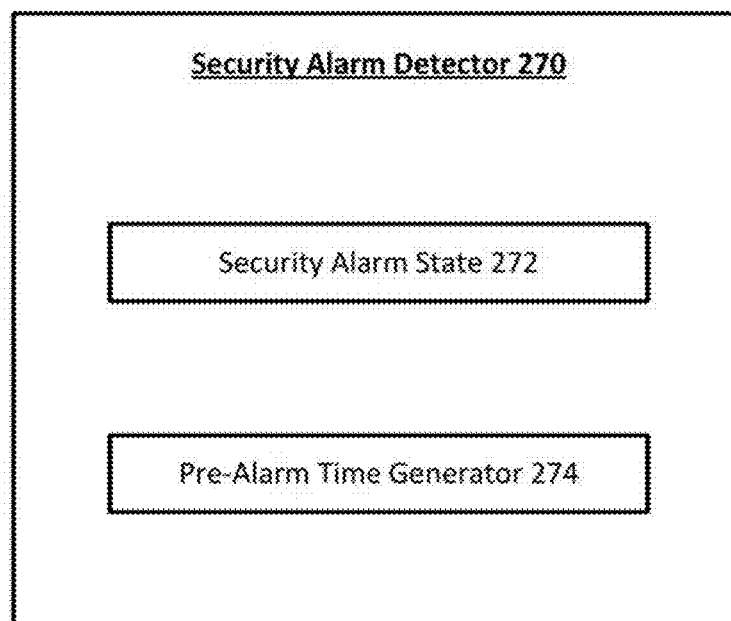 Security Alarm Detector 270
Security Alarm State 272
Pre-Alarm Time Generator 274